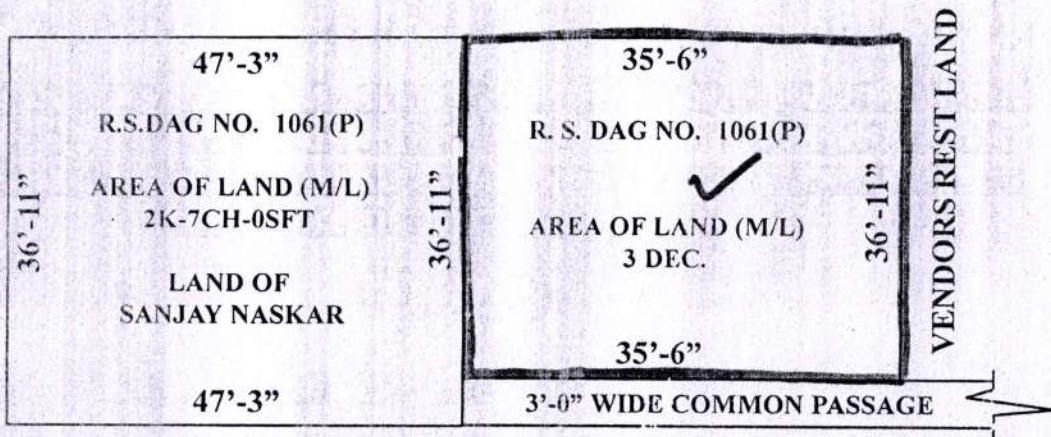 47'-3”
R.S.DAG NO. 1061(P)
AREA OF LAND (M/L)
2K-7CH-0SFT
LAND OF
SANJAY NASKAR
47'-3”
36'-11”
36'-11”
35'-6”
R. S. DAG NO. 1061(P)
AREA OF LAND (M/L)
3 DEC.
35'-6”
36'-11”
3'-0” WIDE COMMON PASSAGE
VENDORS REST LAND